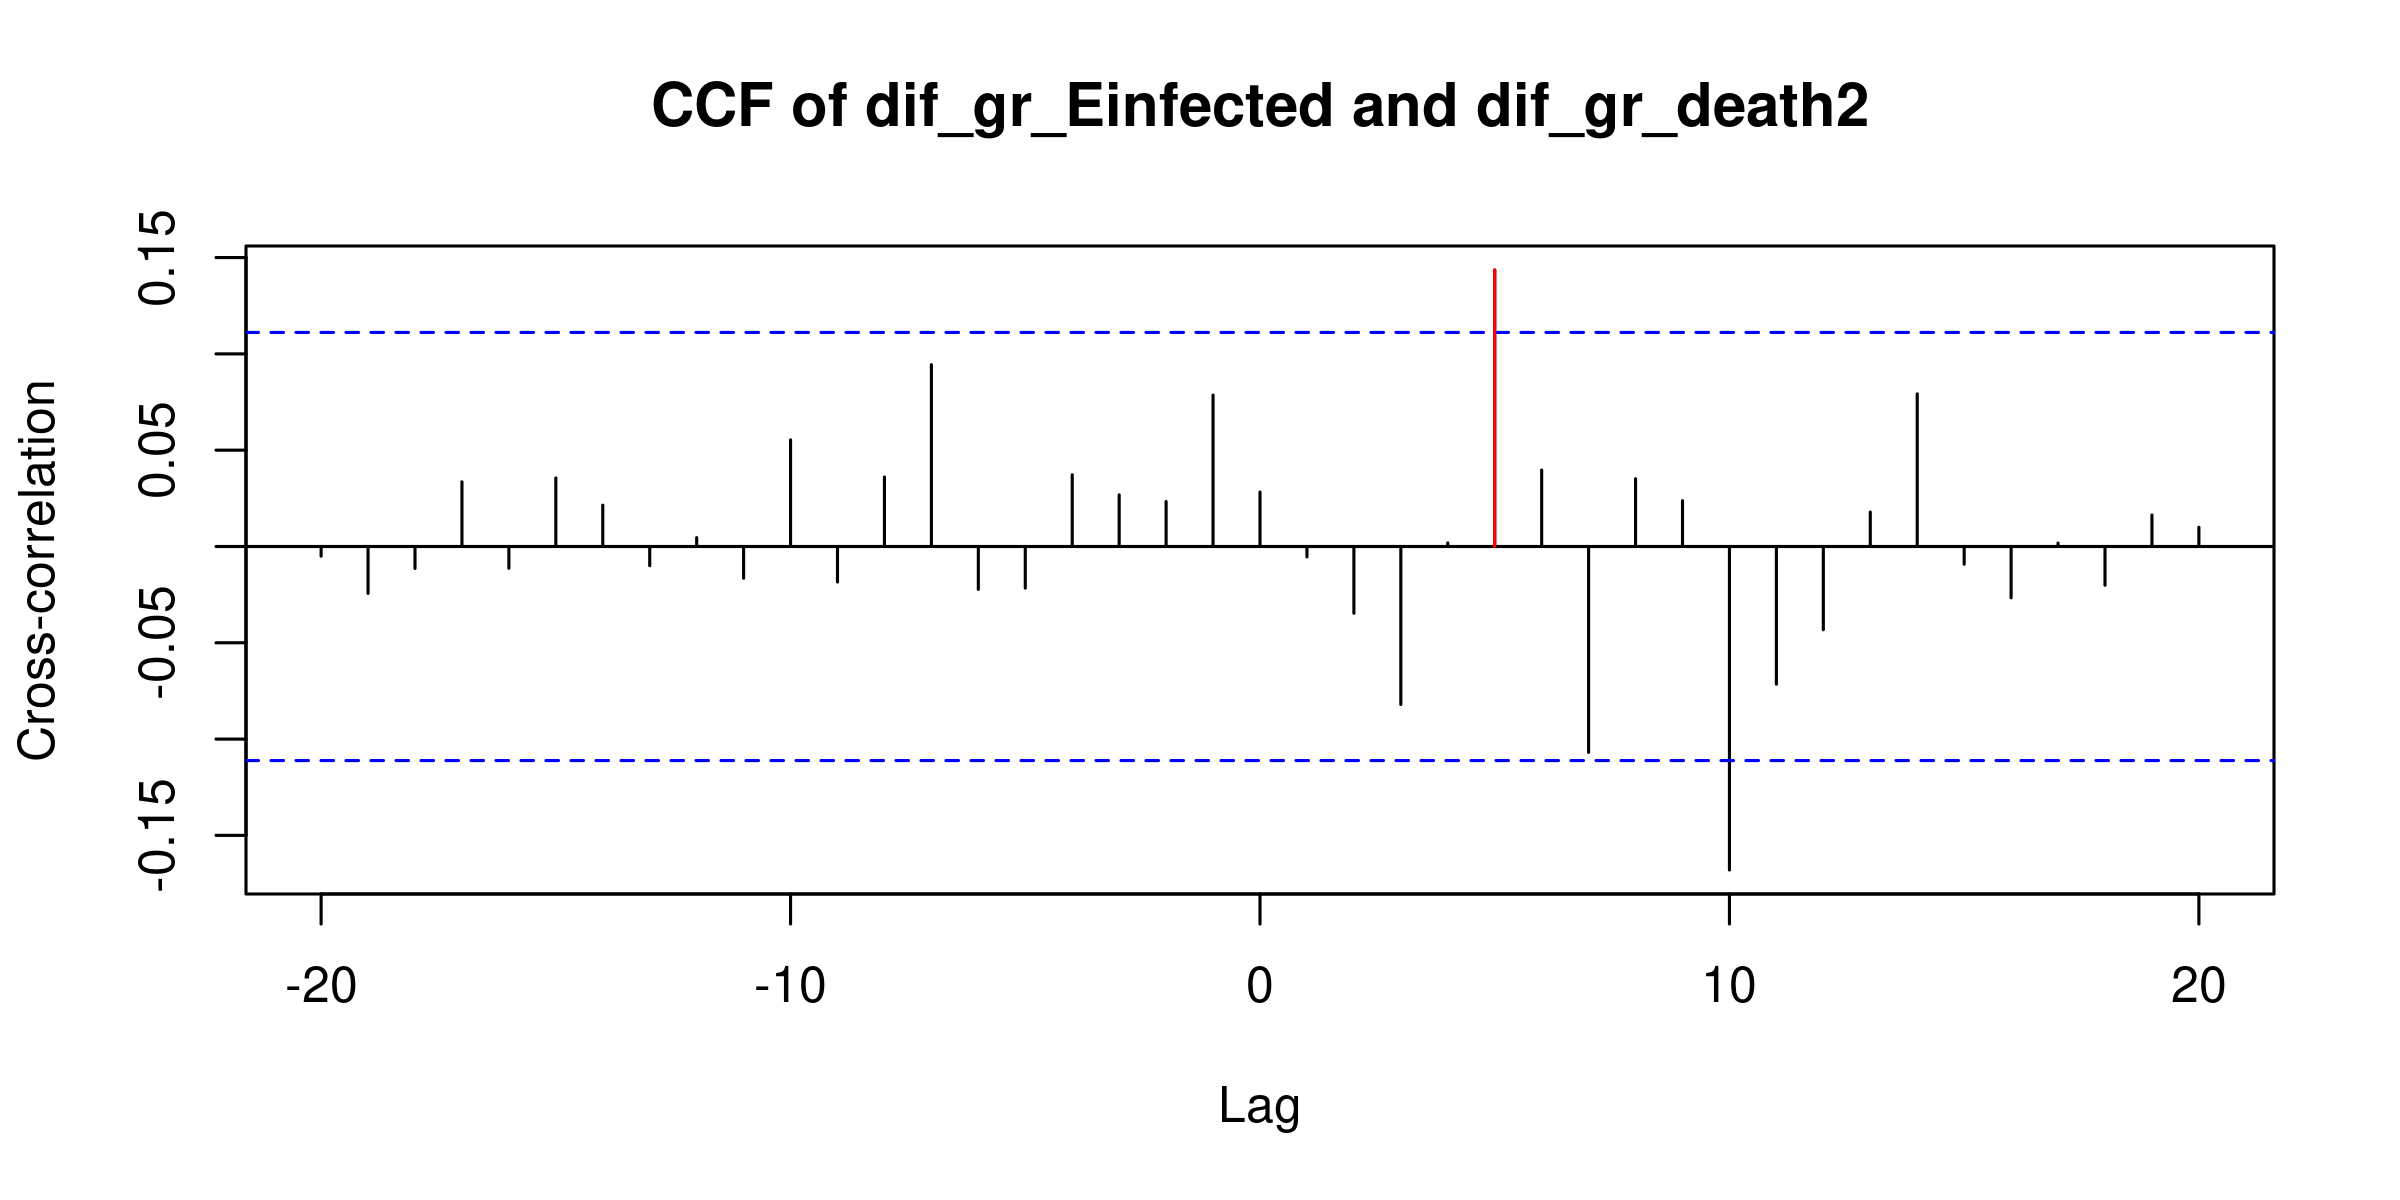 CCF of dif_gr_Einfected and dif_gr_death2
Cross-correlation
0.15
0.05
-0.05
-0.15
-20 -10 0 10 20
Lag